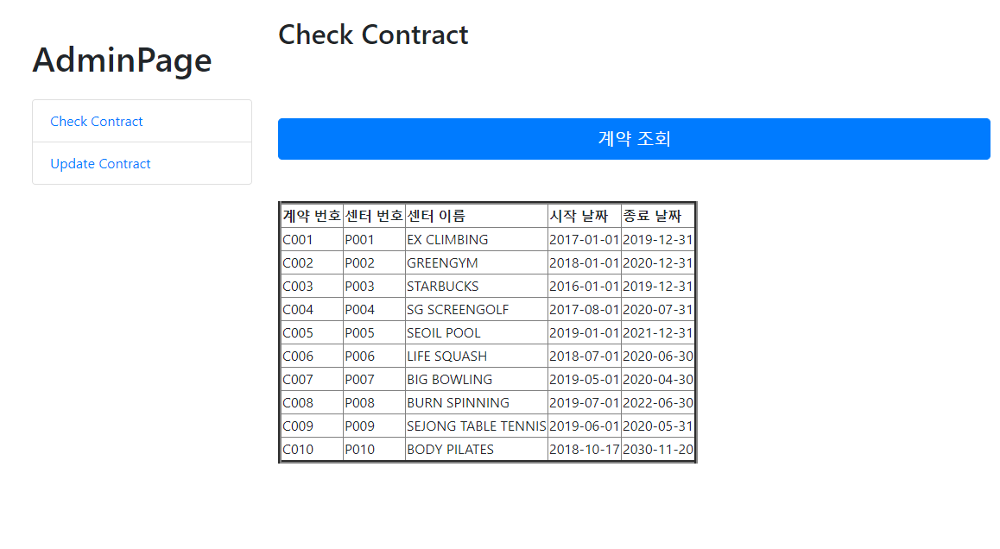 AdminPage
Check Contract
Update Contract
Check Contract
계약 조회
계약 번호 센터 번호 센터 이름 시작 날짜 종료 날짜
C001 P001 EX CLIMBING 2017-01-01 2019-12-31
C002 P002 GREENGYM 2018-01-01 2020-12-31
C003 P003 STARBUCKS 2016-01-01 2019-12-31
C004 P004 SG SCREENGOLF 2017-08-01 2020-07-31
C005 P005 SEOIL POOL 2019-01-01 2021-12-31
C006 P006 LIFE SQUASH 2018-07-01 2020-06-30
C007 P007 BIG BOWLING 2019-05-01 2020-04-30
C008 P008 BURN SPINNING 2019-07-01 2022-06-30
C009 P009 SEJONG TABLE TENNIS 2019-06-01 2020-05-31
C010 P010 BODY PILATES 2018-10-17 2030-11-20